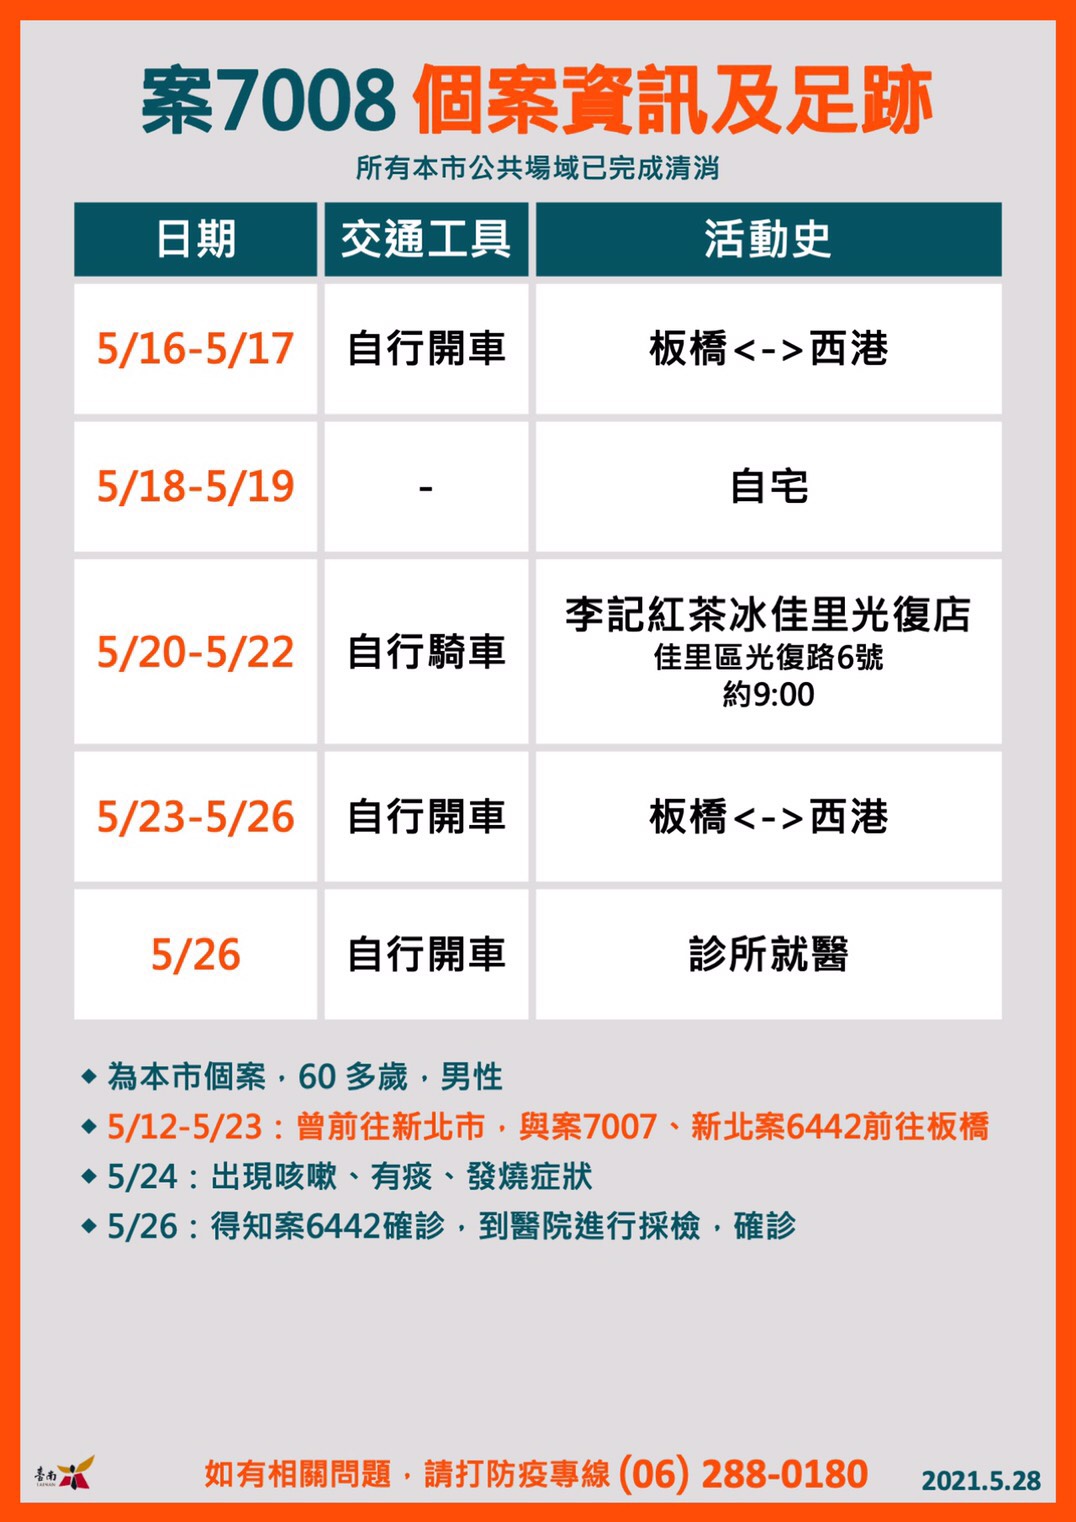 案7008 個案資訊及足跡
所有本市公共場域已完成清消
日期 交通工具 活動史
5/16-5/17 自行開車 板橋<->西港
5/18-5/19 - 自宅
5/20-5/22 自行騎車 李記紅茶冰佳里光復店
佳里區光復路6號
約9:00
5/23-5/26 自行開車 板橋<->西港
5/26 自行開車 診所就醫
◆ 為本市個案，60 多歲，男性
◆ 5/12-5/23：曾前往新北市，與案7007、新北案6442前往板橋
◆ 5/24：出現咳嗽、有痰、發燒症狀
◆ 5/26：得知案6442確診，到醫院進行採檢，確診
臺南
TAINAN
如有相關問題，請打防疫專線 (06) 288-0180
2021.5.28